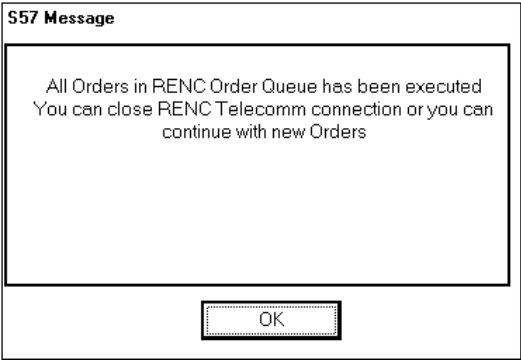 S57 Message
All Orders in RENC Order Queue has been executed
You can close RENC Telecomm connection or you can
continue with new Orders
OK